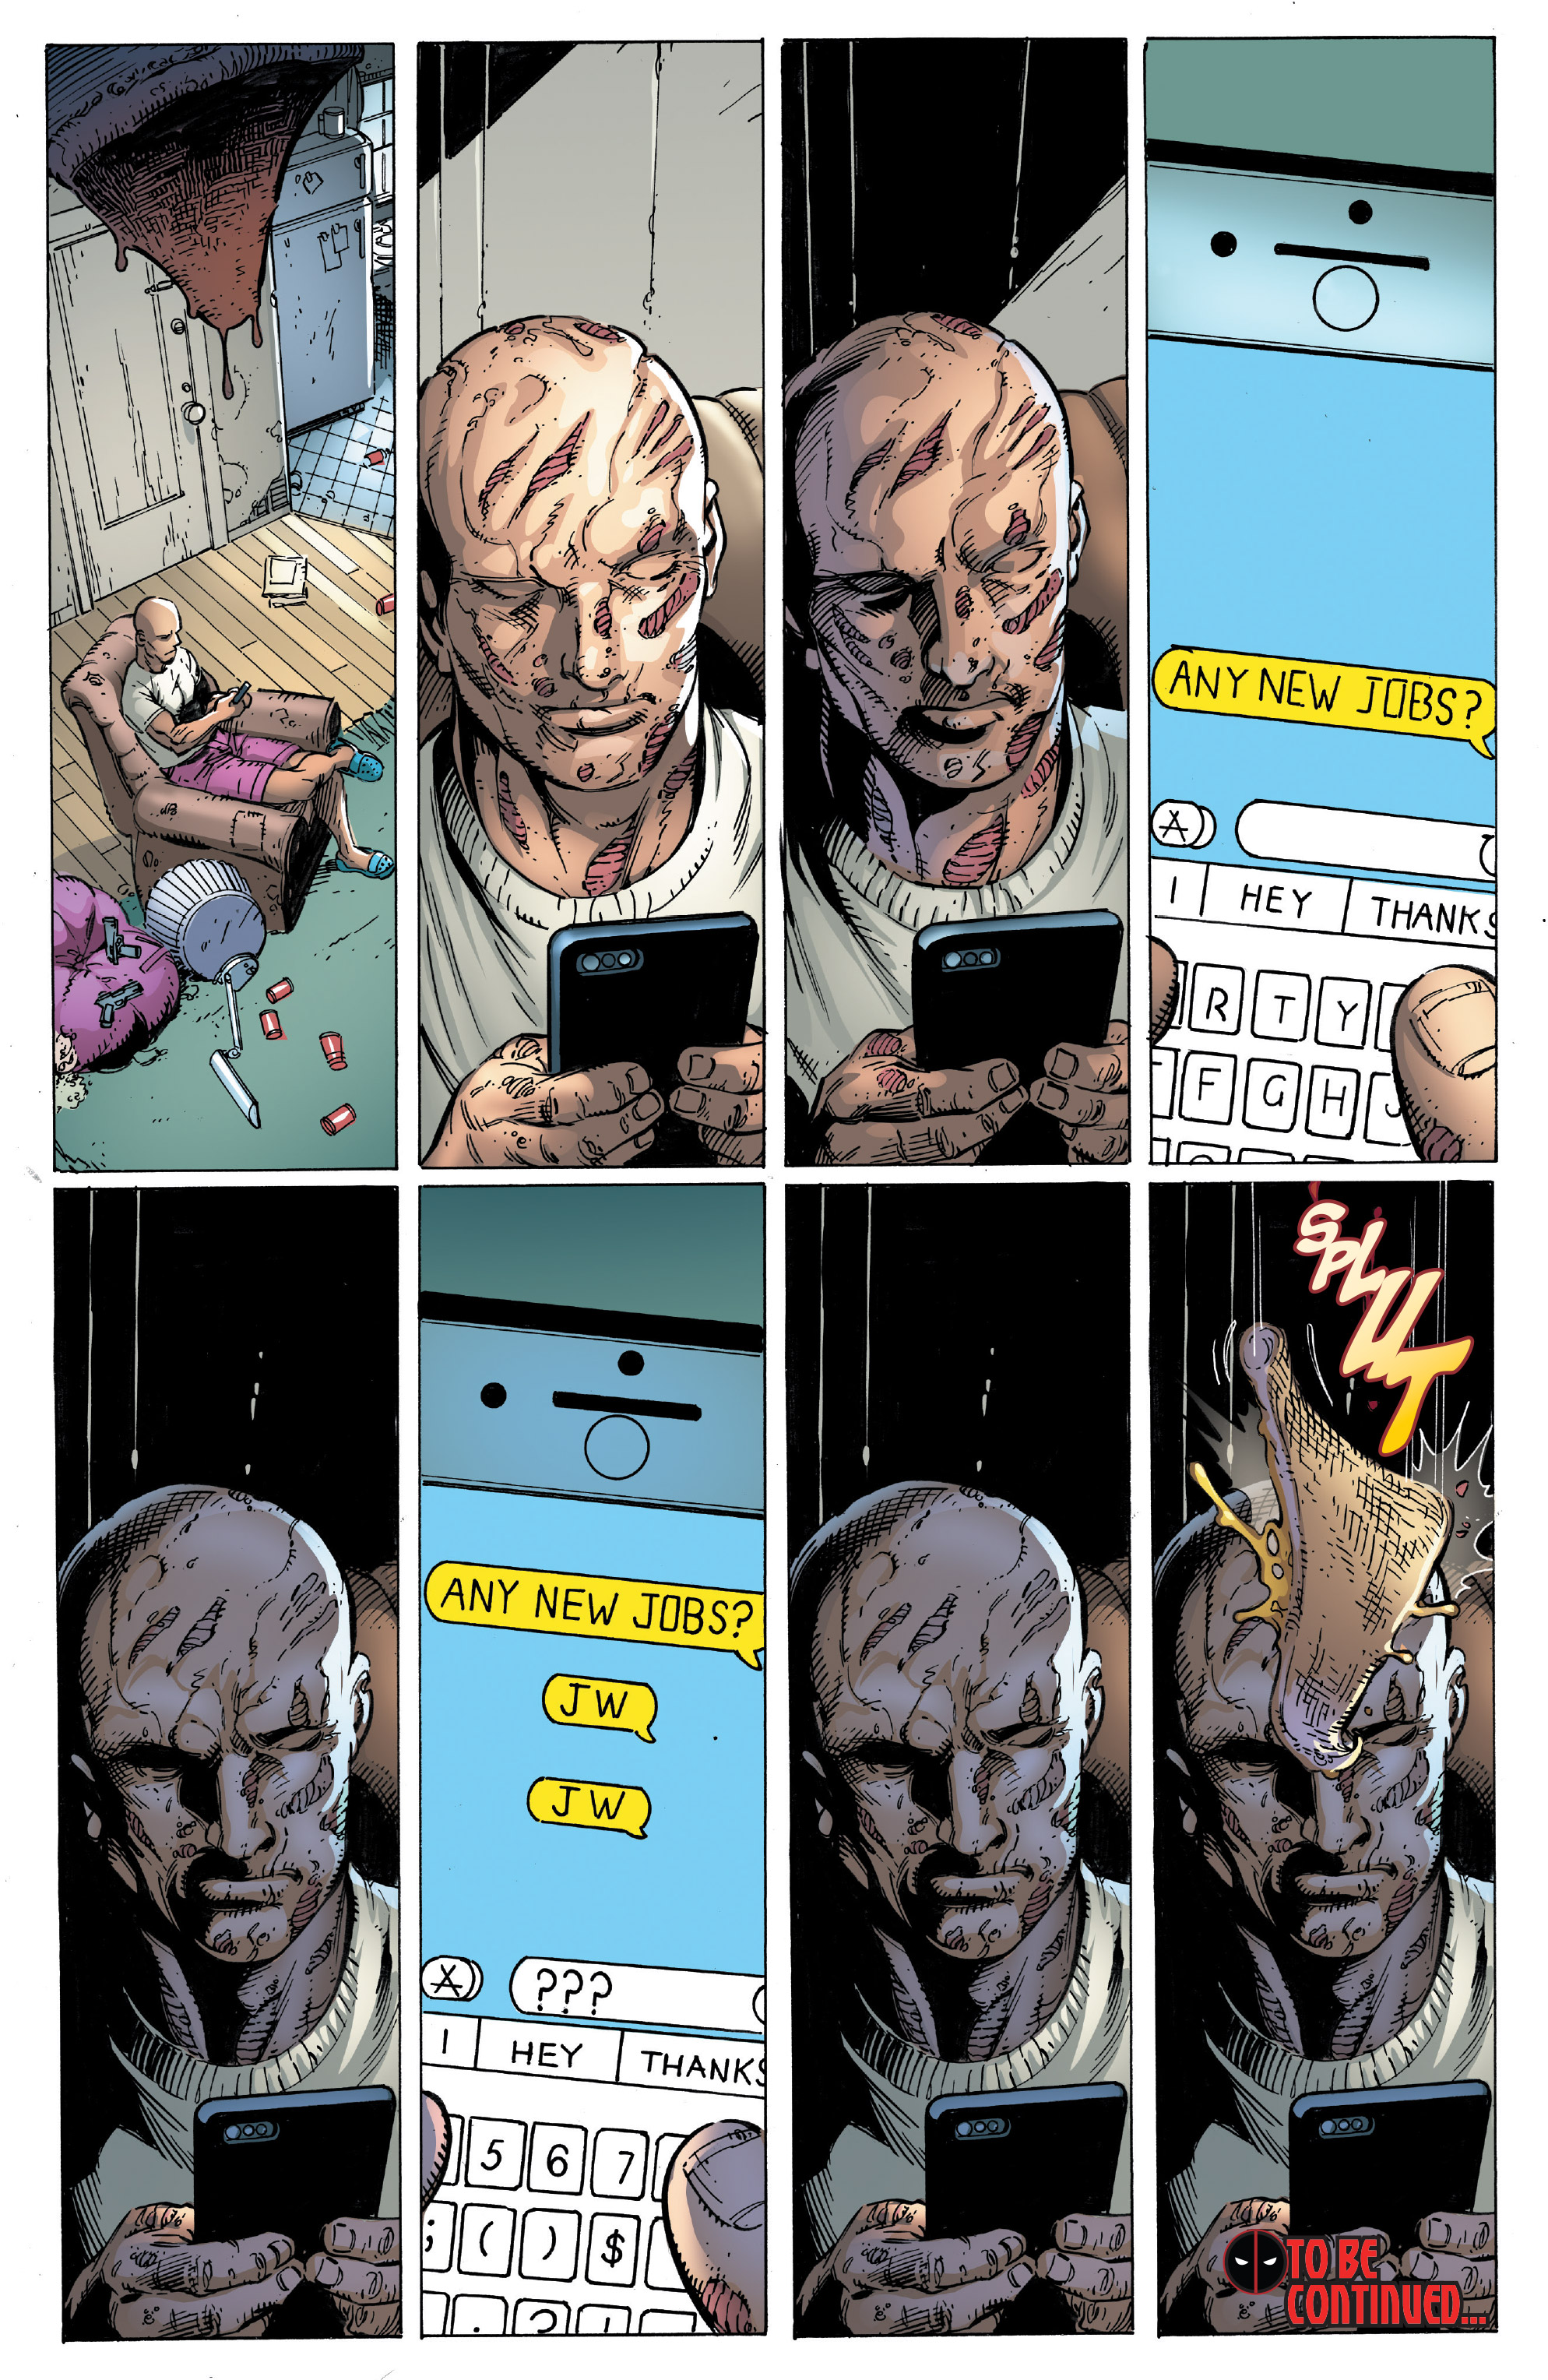 ANY NEW JOBS?
A
I HEY THANKS
R T Y
F G H J
ANY NEW JOBS?
JW
JW
A ???
I HEY THANKS
5 6 7
; ( ) $
. ? !
SPLUT
TO BE
CONTINUED...